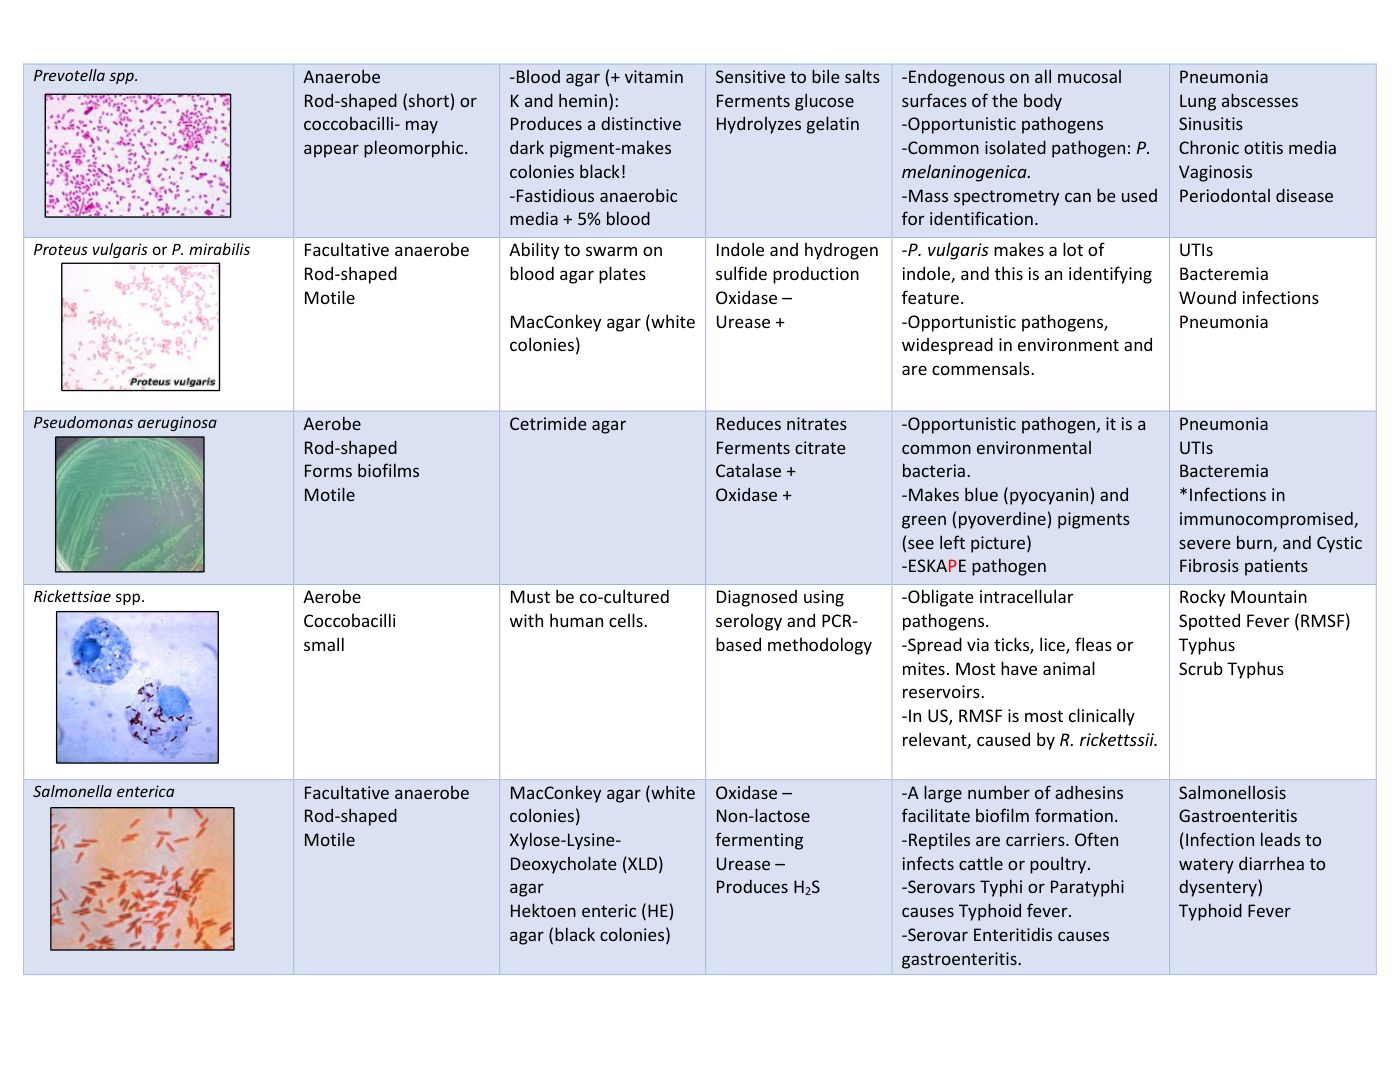 Prevotella spp.
Anaerobe
Rod-shaped (short) or
coccobacilli- may
appear pleomorphic.
-Blood agar (+ vitamin
K and hemin):
Produces a distinctive
dark pigment-makes
colonies black!
-Fastidious anaerobic
media + 5% blood
Sensitive to bile salts
Ferments glucose
Hydrolyzes gelatin
-Endogenous on all mucosal
surfaces of the body
-Opportunistic pathogens
-Common isolated pathogen: P.
melaninogenica.
-Mass spectrometry can be used
for identification.
Pneumonia
Lung abscesses
Sinusitis
Chronic otitis media
Vaginosis
Periodontal disease
Proteus vulgaris or P. mirabilis
Proteus vulgaris
Facultative anaerobe
Rod-shaped
Motile
Ability to swarm on
blood agar plates
MacConkey agar (white
colonies)
Indole and hydrogen
sulfide production
Oxidase –
Urease +
-P. vulgaris makes a lot of
indole, and this is an identifying
feature.
-Opportunistic pathogens,
widespread in environment and
are commensals.
UTIs
Bacteremia
Wound infections
Pneumonia
Pseudomonas aeruginosa
Aerobe
Rod-shaped
Forms biofilms
Motile
Cetrimide agar
Reduces nitrates
Ferments citrate
Catalase +
Oxidase +
-Opportunistic pathogen, it is a
common environmental
bacteria.
-Makes blue (pyocyanin) and
green (pyoverdine) pigments
(see left picture)
-ESKAPE pathogen
Pneumonia
UTIs
Bacteremia
*Infections in
immunocompromised,
severe burn, and Cystic
Fibrosis patients
Rickettsiae spp.
Aerobe
Coccobacilli
small
Must be co-cultured
with human cells.
Diagnosed using
serology and PCR-
based methodology
-Obligate intracellular
pathogens.
-Spread via ticks, lice, fleas or
mites. Most have animal
reservoirs.
-In US, RMSF is most clinically
relevant, caused by R. rickettssii.
Rocky Mountain
Spotted Fever (RMSF)
Typhus
Scrub Typhus
Salmonella enterica
Facultative anaerobe
Rod-shaped
Motile
MacConkey agar (white
colonies)
Xylose-Lysine-
Deoxycholate (XLD)
agar
Hektoen enteric (HE)
agar (black colonies)
Oxidase –
Non-lactose
fermenting
Urease –
Produces H₂S
-A large number of adhesins
facilitate biofilm formation.
-Reptiles are carriers. Often
infects cattle or poultry.
-Serovars Typhi or Paratyphi
causes Typhoid fever.
-Serovar Enteritidis causes
gastroenteritis.
Salmonellosis
Gastroenteritis
(Infection leads to
watery diarrhea to
dysentery)
Typhoid Fever